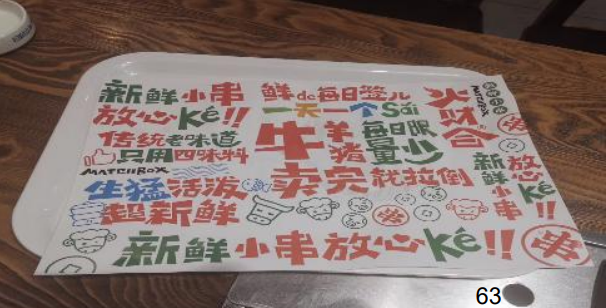 新鲜小串 鲜de每日签儿
放心Ké!! 一天一个Sái
传统老味道 牛羊猪 每日限量少
只用四味料
MATCHBOX
火财合
MATCHBOX
生猛活泼 卖完就拉倒
超新鲜
新鲜小串 放心Ké!!
新鲜小串放心Ké!!
63